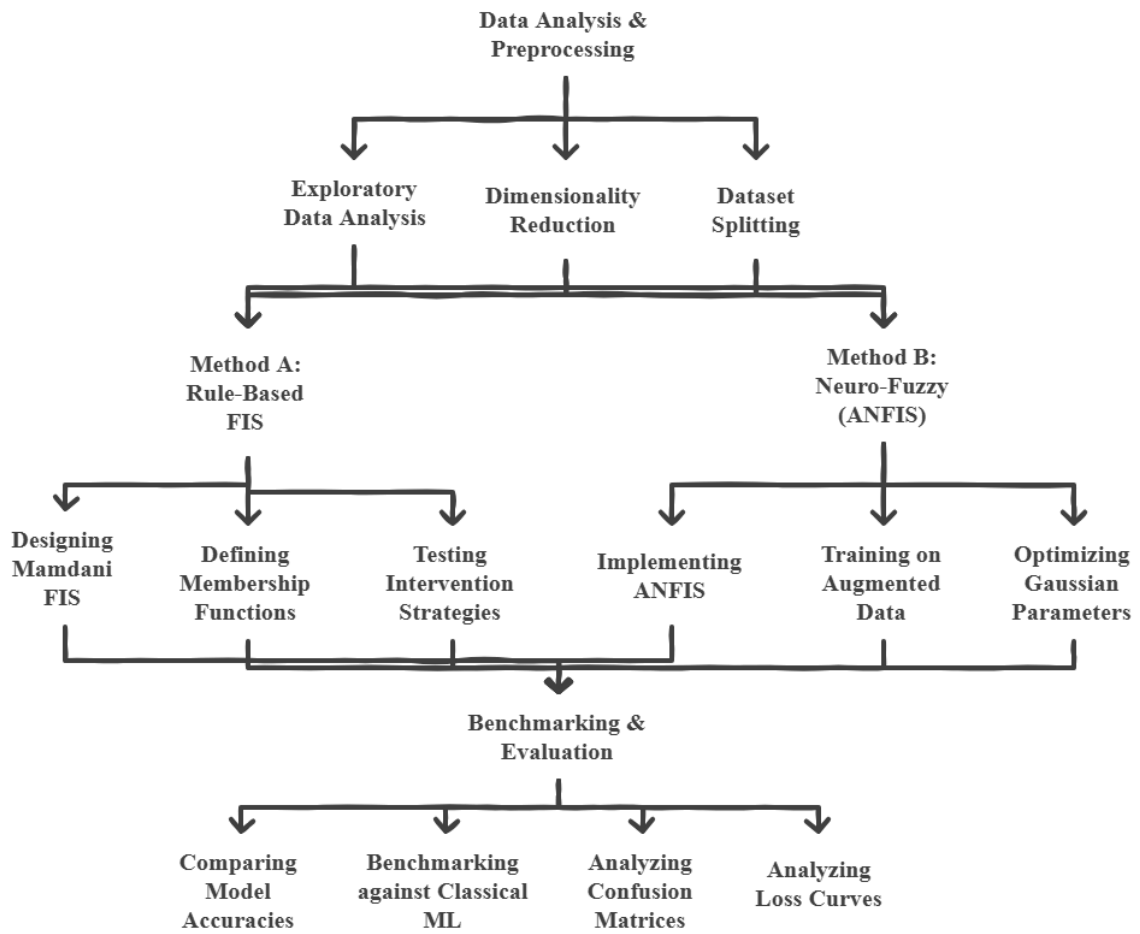 Data Analysis &
Preprocessing
Exploratory
Data Analysis
Dimensionality
Reduction
Dataset
Splitting
Method A:
Rule-Based
FIS
Method B:
Neuro-Fuzzy
(ANFIS)
Designing
Mamdani
FIS
Defining
Membership
Functions
Testing
Intervention
Strategies
Implementing
ANFIS
Training on
Augmented
Data
Optimizing
Gaussian
Parameters
Benchmarking &
Evaluation
Comparing
Model
Accuracies
Benchmarking
against Classical
ML
Analyzing
Confusion
Matrices
Analyzing
Loss Curves